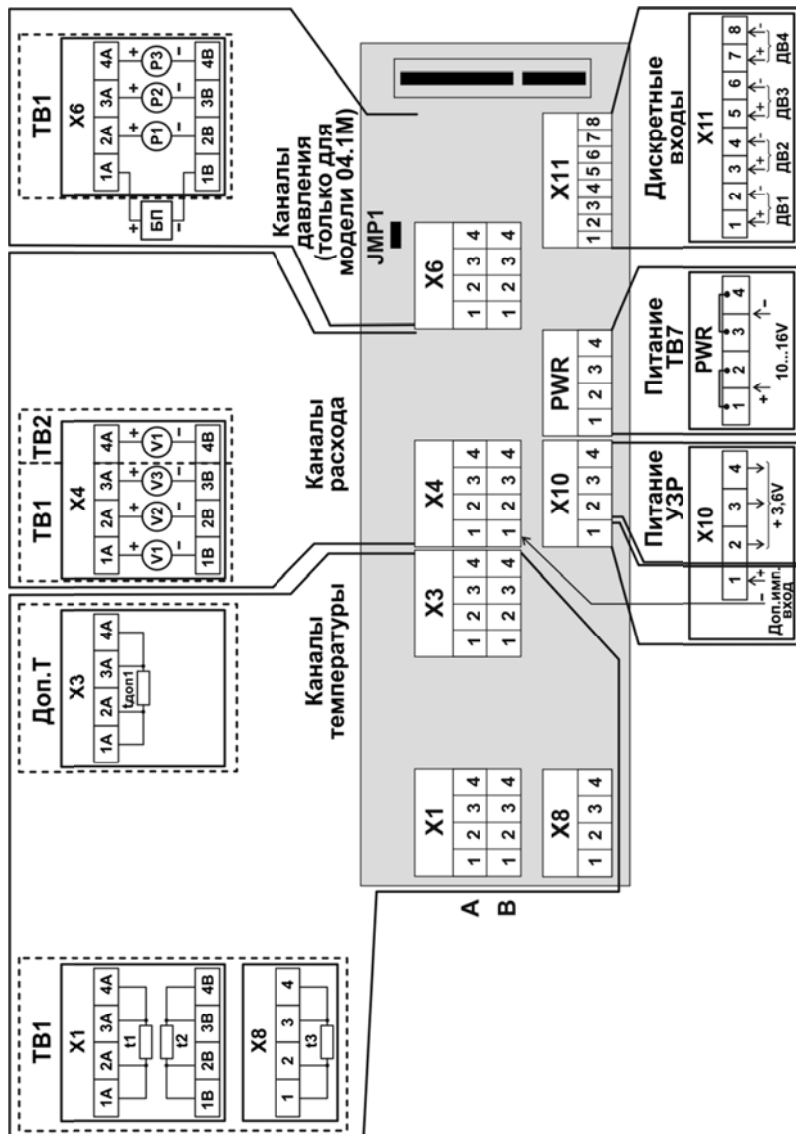 ТВ1
X1
1A 2A 3A 4A
t1
t2
1B 2B 3B 4B
X8
1 2 3 4
t3
Доп.Т
X3
1A 2A 3A 4A
tдоп1
ТВ1 ТВ2
X4
1A 2A 3A 4A
+ + + +
V1 V2 V3 V1
− − − −
1B 2B 3B 4B
ТВ1
X6
1A 2A 3A 4A
+ + + +
БП P1 P2 P3
− − − −
1B 2B 3B 4B
Каналы
температуры
Каналы
расхода
Каналы
давления
(только для
модели 04.1М)
JMP1
A
B
X1
1 2 3 4
1 2 3 4
X3
1 2 3 4
1 2 3 4
X4
1 2 3 4
1 2 3 4
X6
1 2 3 4
1 2 3 4
X8
1 2 3 4
X10
1 2 3 4
PWR
1 2 3 4
X11
1 2 3 4 5 6 7 8
Питание
УЗР
X10
1 2 3 4
− +
Доп.имп.
вход
+ 3,6V
Питание
ТВ7
PWR
1 2 3 4
+ −
10...16V
Дискретные
входы
X11
1 2 3 4 5 6 7 8
+ − + − + − + −
ДВ1 ДВ2 ДВ3 ДВ4